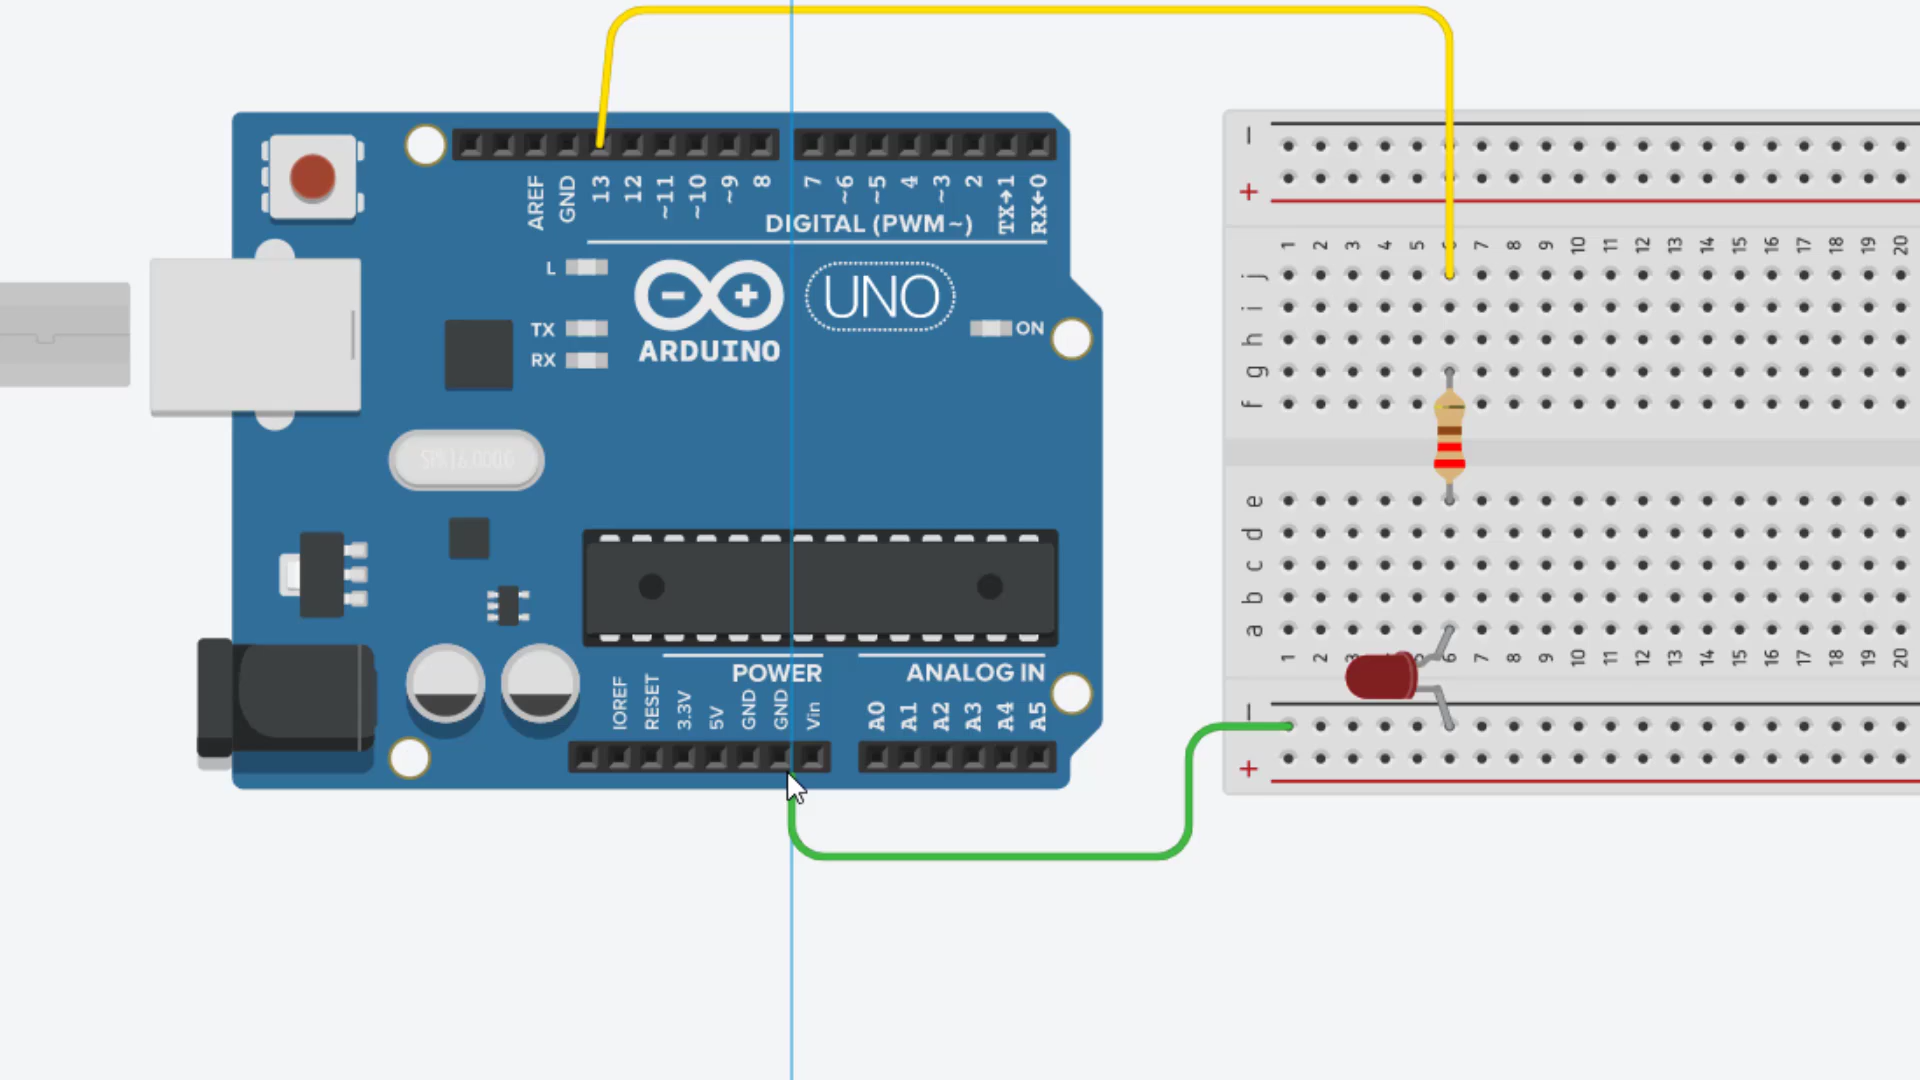 AREF GND 13 12 ~11 ~10 ~9 8 7 ~6 ~5 4 ~3 2 TX→1 RX←0
DIGITAL (PWM~)
L
TX
RX
ARDUINO
UNO
ON
POWER
ANALOG IN
IOREF RESET 3.3V 5V GND GND Vin A0 A1 A2 A3 A4 A5
−
+
1 2 3 4 5 6 7 8 9 10 11 12 13 14 15 16 17 18 19 20
j
i
h
g
f
e
d
c
b
a
1 2 3 4 5 6 7 8 9 10 11 12 13 14 15 16 17 18 19 20
−
+